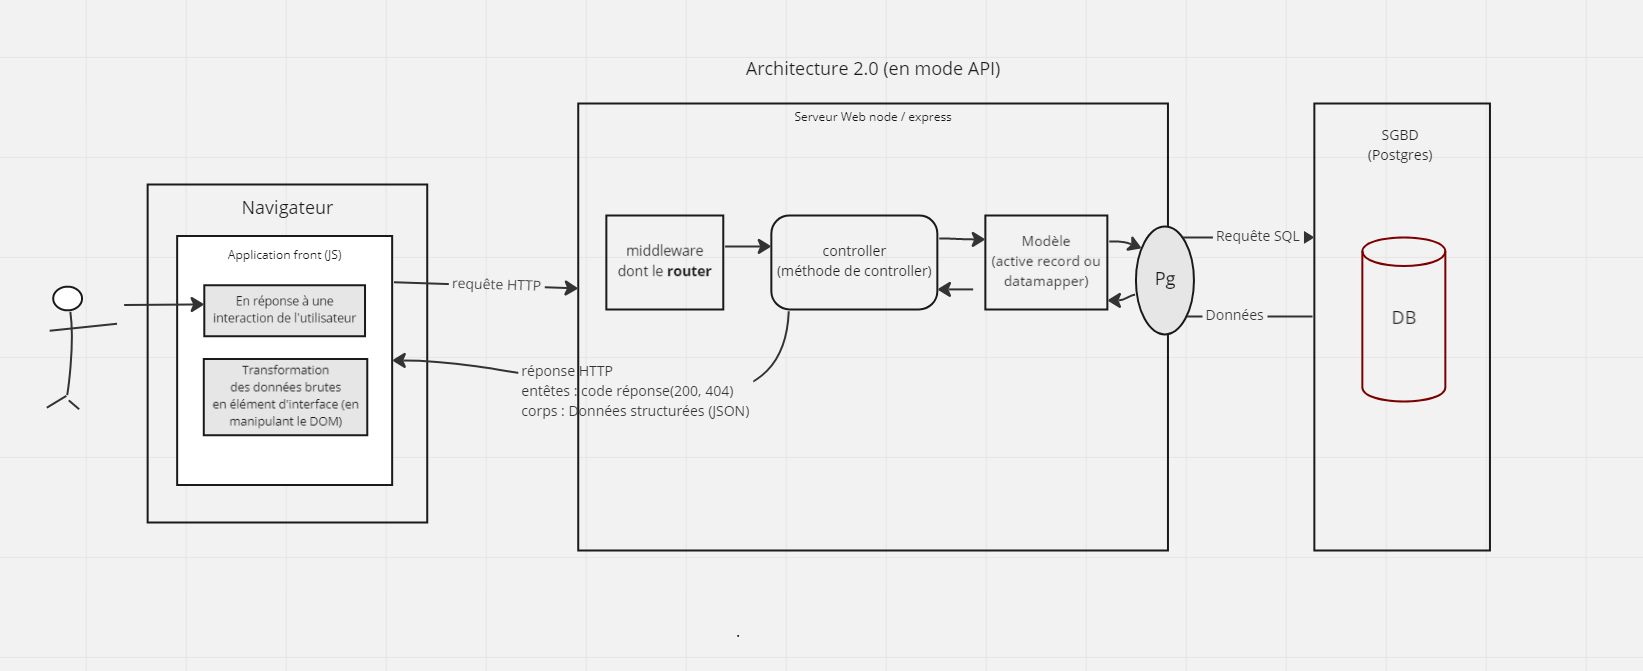 Architecture 2.0 (en mode API)
Navigateur
Application front (JS)
En réponse à une
interaction de l'utilisateur
Transformation
des données brutes
en élément d'interface (en
manipulant le DOM)
requête HTTP
réponse HTTP
entêtes : code réponse(200, 404)
corps : Données structurées (JSON)
Serveur Web node / express
middleware
dont le router
controller
(méthode de controller)
Modèle
(active record ou
datamapper)
Pg
Requête SQL
Données
SGBD
(Postgres)
DB